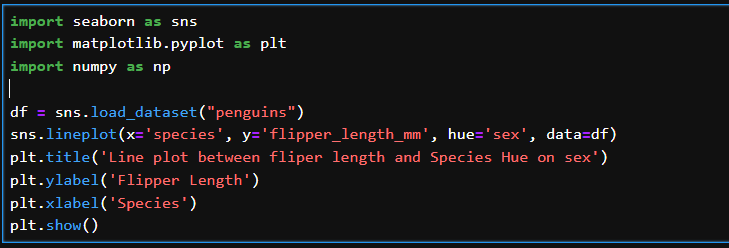 import seaborn as sns
import matplotlib.pyplot as plt
import numpy as np
df = sns.load_dataset("penguins")
sns.lineplot(x='species', y='flipper_length_mm', hue='sex', data=df)
plt.title('Line plot between fliper length and Species Hue on sex')
plt.ylabel('Flipper Length')
plt.xlabel('Species')
plt.show()